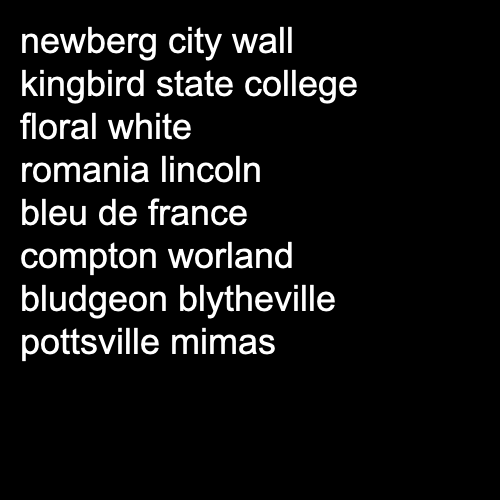 newberg city wall
kingbird state college
floral white
romania lincoln
bleu de france
compton worland
bludgeon blytheville
pottsville mimas